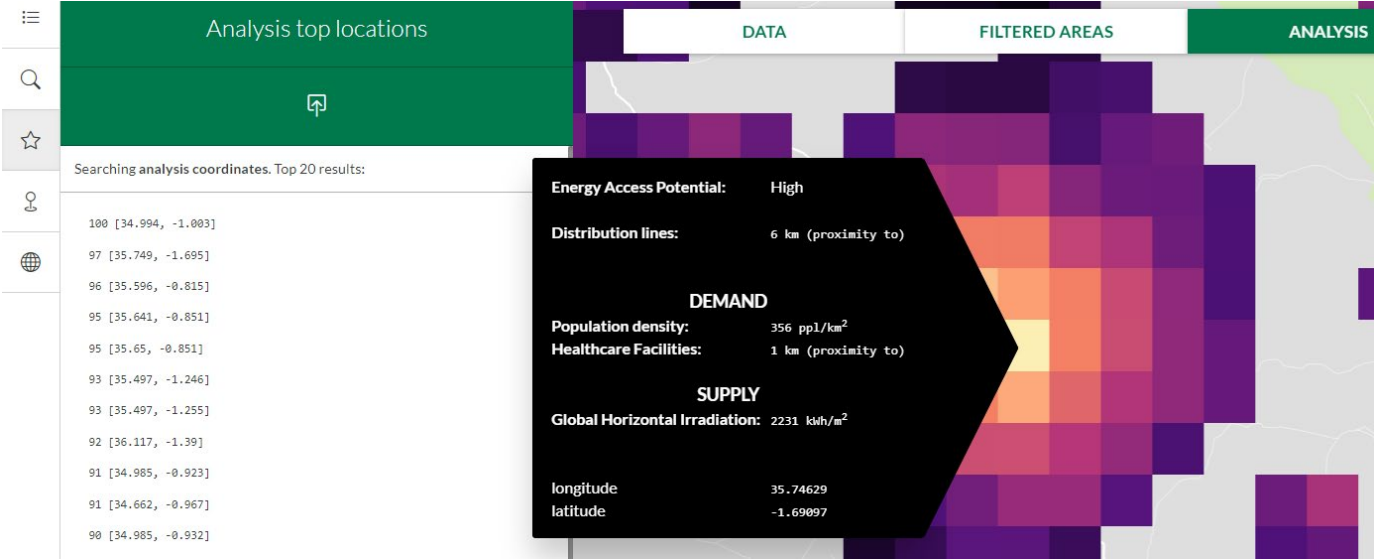 Analysis top locations
DATA
FILTERED AREAS
ANALYSIS
Searching analysis coordinates. Top 20 results:
100 [34.994, -1.003]
97 [35.749, -1.695]
96 [35.596, -0.815]
95 [35.641, -0.851]
95 [35.65, -0.851]
93 [35.497, -1.246]
93 [35.497, -1.255]
92 [36.117, -1.39]
91 [34.985, -0.923]
91 [34.662, -0.967]
90 [34.985, -0.932]
Energy Access Potential: High
Distribution lines: 6 km (proximity to)
DEMAND
Population density: 356 ppl/km²
Healthcare Facilities: 1 km (proximity to)
SUPPLY
Global Horizontal Irradiation: 2231 kWh/m²
longitude 35.74629
latitude -1.69097